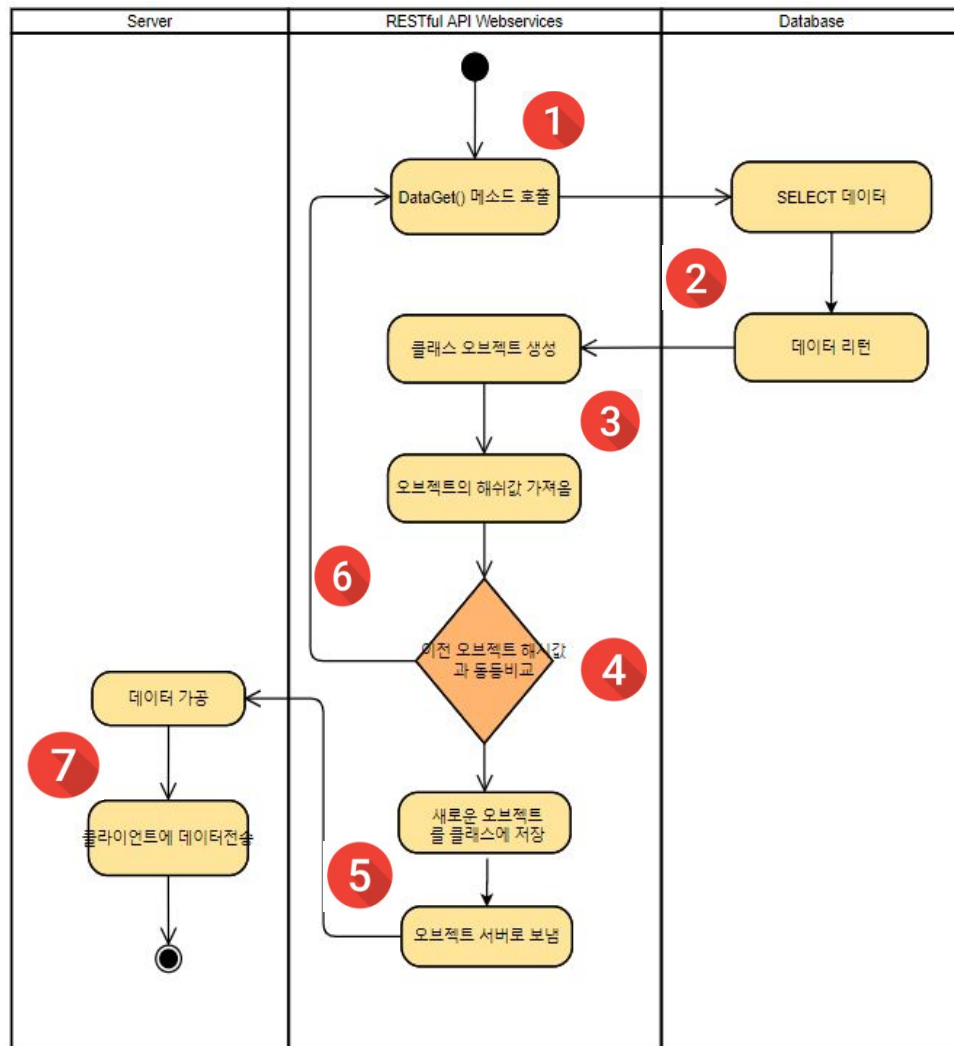 Server
RESTful API Webservices
Database
1
DataGet() 메소드 호출
SELECT 데이터
2
클래스 오브젝트 생성
데이터 리턴
3
오브젝트의 해쉬값 가져옴
6
이전 오브젝트 해시값
과 동등비교
4
데이터 가공
7
새로운 오브젝트
를 클래스에 저장
클라이언트에 데이터전송
5
오브젝트 서버로 보냄